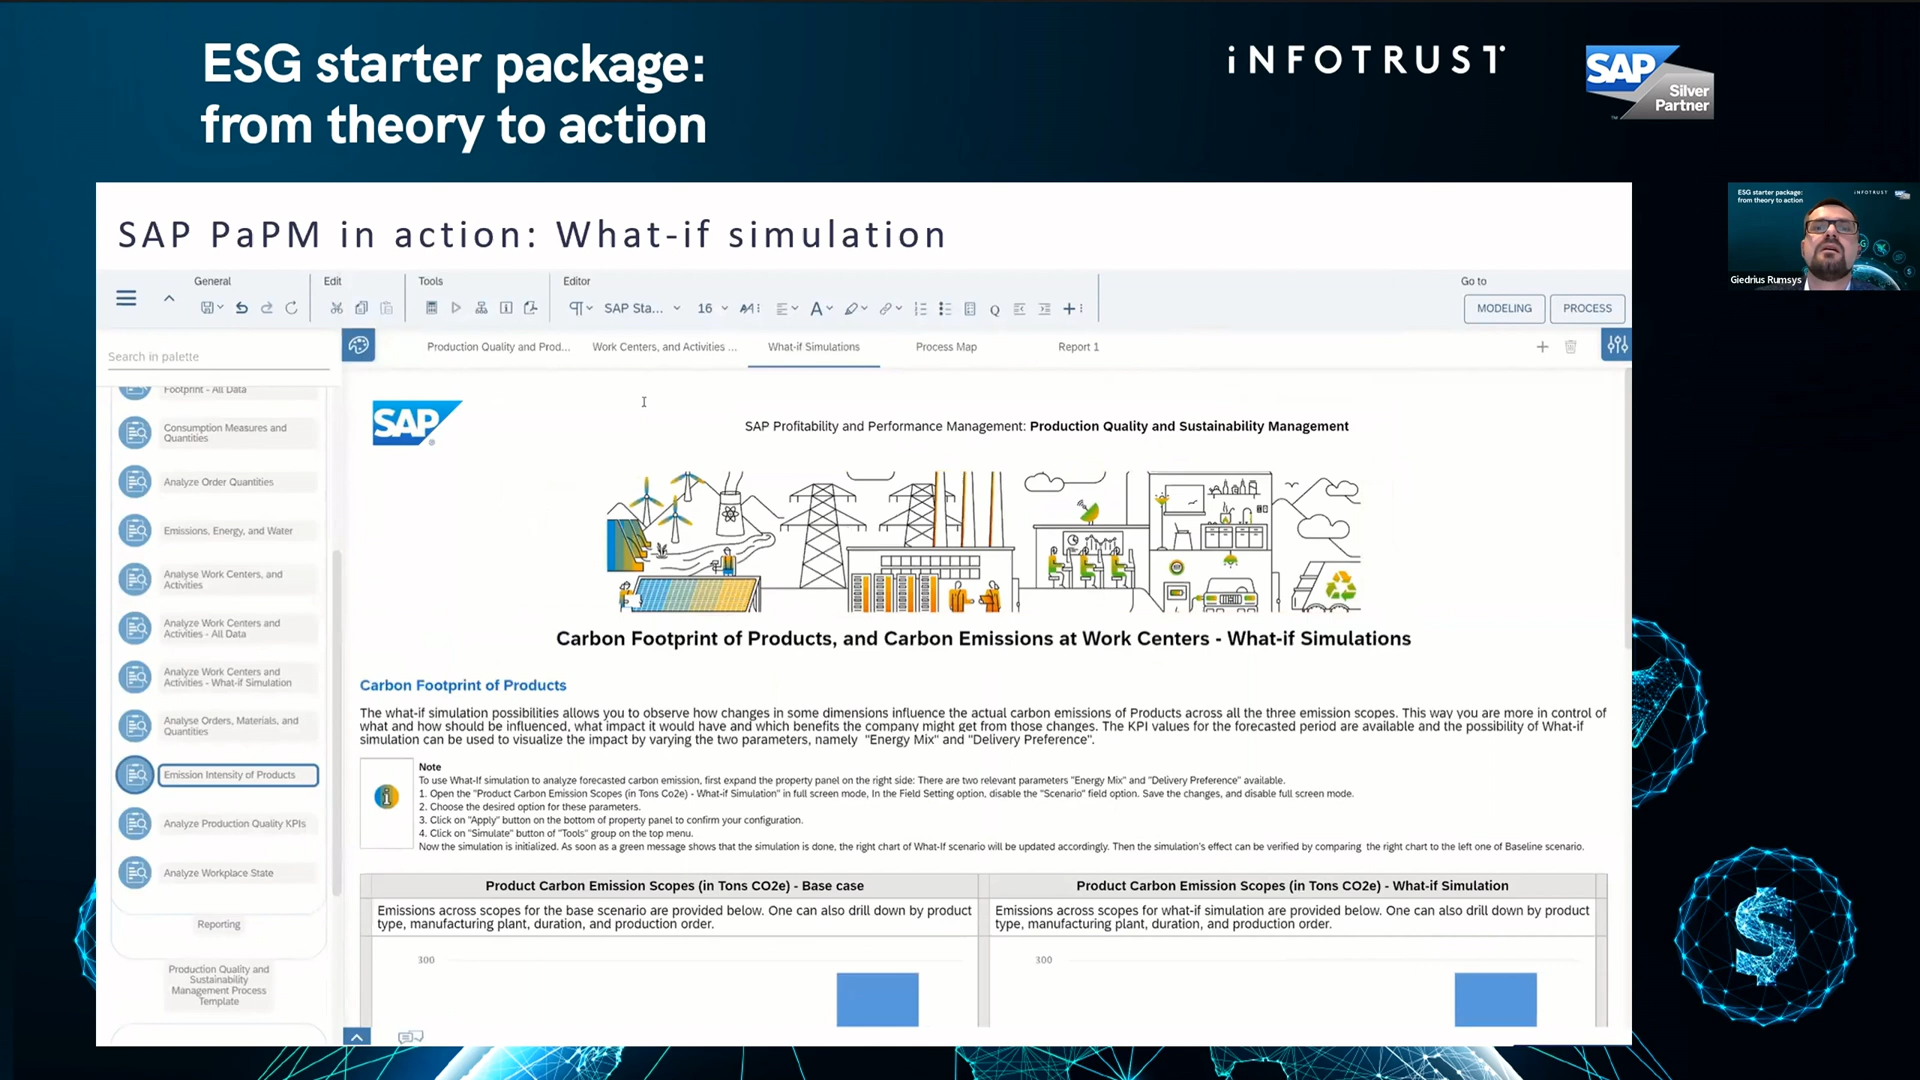 ESG starter package:
from theory to action
iNFOTRUST
SAP
Silver
Partner
ESG starter package:
from theory to action
iNFOTRUST
Giedrius Rumsys
SAP PaPM in action: What-if simulation
General
Edit
Tools
Editor
Go to
SAP Sta...
16
MODELING
PROCESS
Search in palette
Production Quality and Prod...
Work Centers, and Activities ...
What-if Simulations
Process Map
Report 1
Footprint - All Data
Consumption Measures and
Quantities
Analyze Order Quantities
Emissions, Energy, and Water
Analyse Work Centers, and
Activities
Analyze Work Centers and
Activities - All Data
Analyze Work Centers and
Activities - What-if Simulation
Analyse Orders, Materials, and
Quantities
Emission Intensity of Products
Analyze Production Quality KPIs
Analyze Workplace State
Reporting
Production Quality and
Sustainability
Management Process
Template
SAP
SAP Profitability and Performance Management: Production Quality and Sustainability Management
Carbon Footprint of Products, and Carbon Emissions at Work Centers - What-if Simulations
Carbon Footprint of Products
The what-if simulation possibilities allows you to observe how changes in some dimensions influence the actual carbon emissions of Products across all the three emission scopes. This way you are more in control of
what and how should be influenced, what impact it would have and which benefits the company might get from those changes. The KPI values for the forecasted period are available and the possibility of What-if
simulation can be used to visualize the impact by varying the two parameters, namely "Energy Mix" and "Delivery Preference".
Note
To use What-If simulation to analyze forecasted carbon emission, first expand the property panel on the right side: There are two relevant parameters "Energy Mix" and "Delivery Preference" available.
1. Open the "Product Carbon Emission Scopes (in Tons Co2e) - What-if Simulation" in full screen mode, In the Field Setting option, disable the "Scenario" field option. Save the changes, and disable full screen mode.
2. Choose the desired option for these parameters.
3. Click on "Apply" button on the bottom of property panel to confirm your configuration.
4. Click on "Simulate" button of "Tools" group on the top menu.
Now the simulation is initialized. As soon as a green message shows that the simulation is done, the right chart of What-If scenario will be updated accordingly. Then the simulation's effect can be verified by comparing the right chart to the left one of Baseline scenario.
Product Carbon Emission Scopes (in Tons CO2e) - Base case
Emissions across scopes for the base scenario are provided below. One can also drill down by product
type, manufacturing plant, duration, and production order.
300
Product Carbon Emission Scopes (in Tons CO2e) - What-if Simulation
Emissions across scopes for what-if simulation are provided below. One can also drill down by product
type, manufacturing plant, duration, and production order.
300